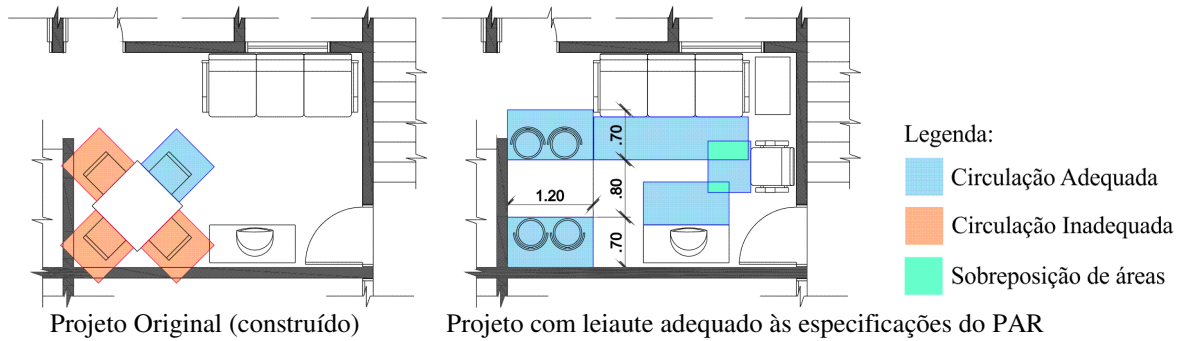 .70
1.20
.80
.70
Legenda:
Circulação Adequada
Circulação Inadequada
Sobreposição de áreas
Projeto Original (construído)
Projeto com leiaute adequado às especificações do PAR